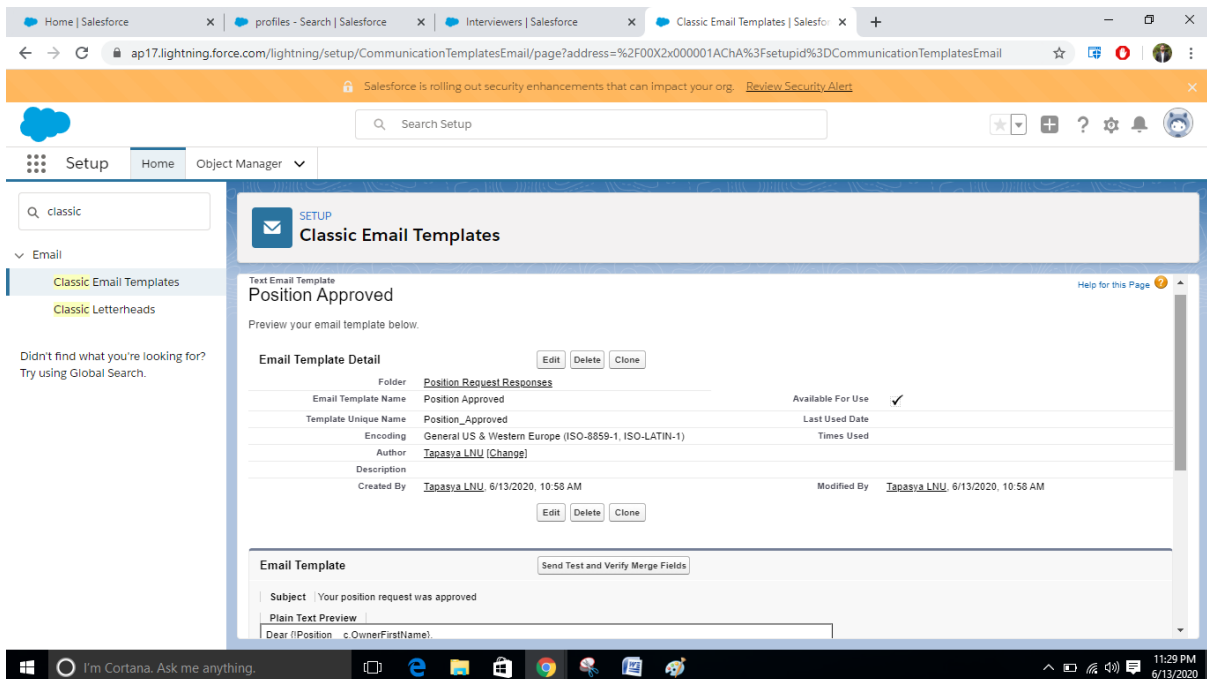 Home | Salesforce
profiles - Search | Salesforce
Interviewers | Salesforce
Classic Email Templates | Salesfor
ap17.lightning.force.com/lightning/setup/CommunicationTemplatesEmail/page?address=%2F00X2x000001AChA%3Fsetupid%3DCommunicationTemplatesEmail
Salesforce is rolling out security enhancements that can impact your org. Review Security Alert
Search Setup
Setup Home Object Manager
classic
Email
Classic Email Templates
Classic Letterheads
Didn't find what you're looking for?
Try using Global Search.
SETUP
Classic Email Templates
Text Email Template
Position Approved
Help for this Page
Preview your email template below.
Email Template Detail Edit Delete Clone
Folder Position Request Responses
Email Template Name Position Approved Available For Use
Template Unique Name Position_Approved Last Used Date
Encoding General US & Western Europe (ISO-8859-1, ISO-LATIN-1) Times Used
Author Tapasya LNU [Change]
Description
Created By Tapasya LNU, 6/13/2020, 10:58 AM Modified By Tapasya LNU, 6/13/2020, 10:58 AM
Edit Delete Clone
Email Template Send Test and Verify Merge Fields
Subject Your position request was approved
Plain Text Preview
Dear {!Position__c.OwnerFirstName},
I'm Cortana. Ask me anything.
11:29 PM
6/13/2020